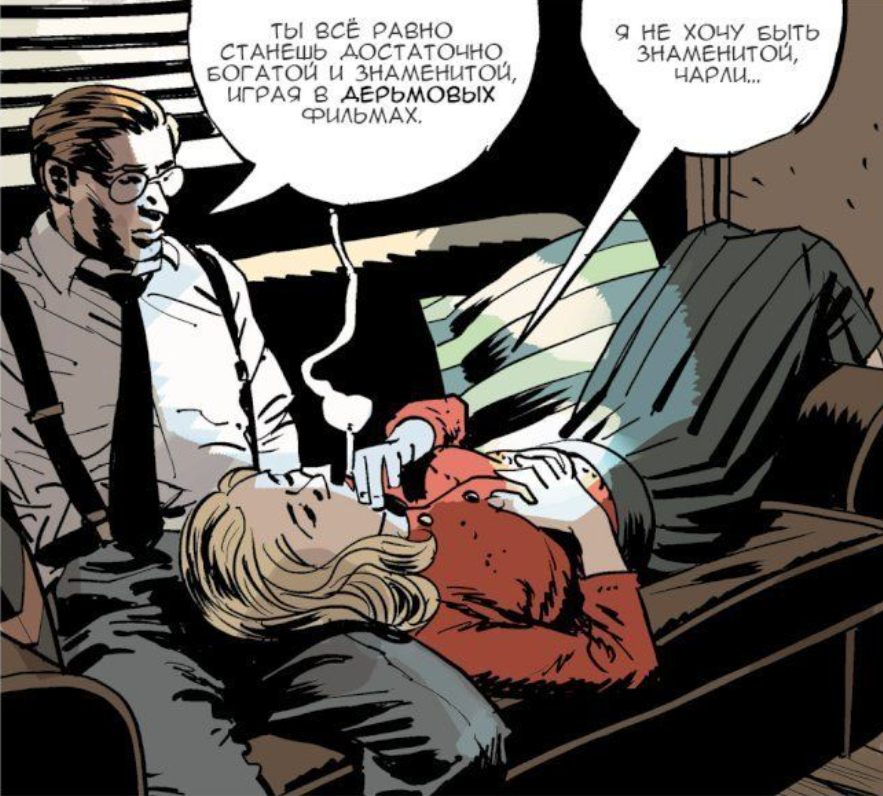 ТЫ ВСЁ РАВНО
СТАНЕШЬ ДОСТАТОЧНО
БОГАТОЙ И ЗНАМЕНИТОЙ,
ИГРАЯ В ДЕРЬМОВЫХ
ФИЛЬМАХ.
Я НЕ ХОЧУ БЫТЬ
ЗНАМЕНИТОЙ,
ЧАРЛИ...